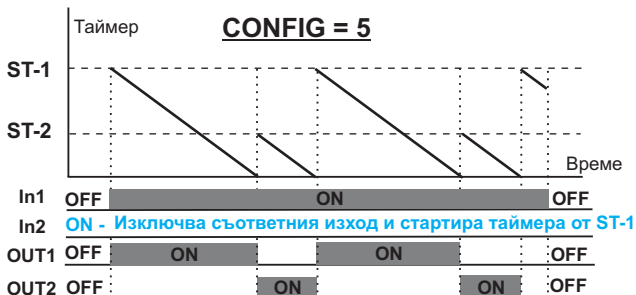 Таймер CONFIG = 5
ST-1
ST-2
Време
In1 OFF ON OFF
In2 ON - Изключва съответния изход и стартира таймера от ST-1
OUT1 OFF ON ON OFF
OUT2 OFF ON ON OFF